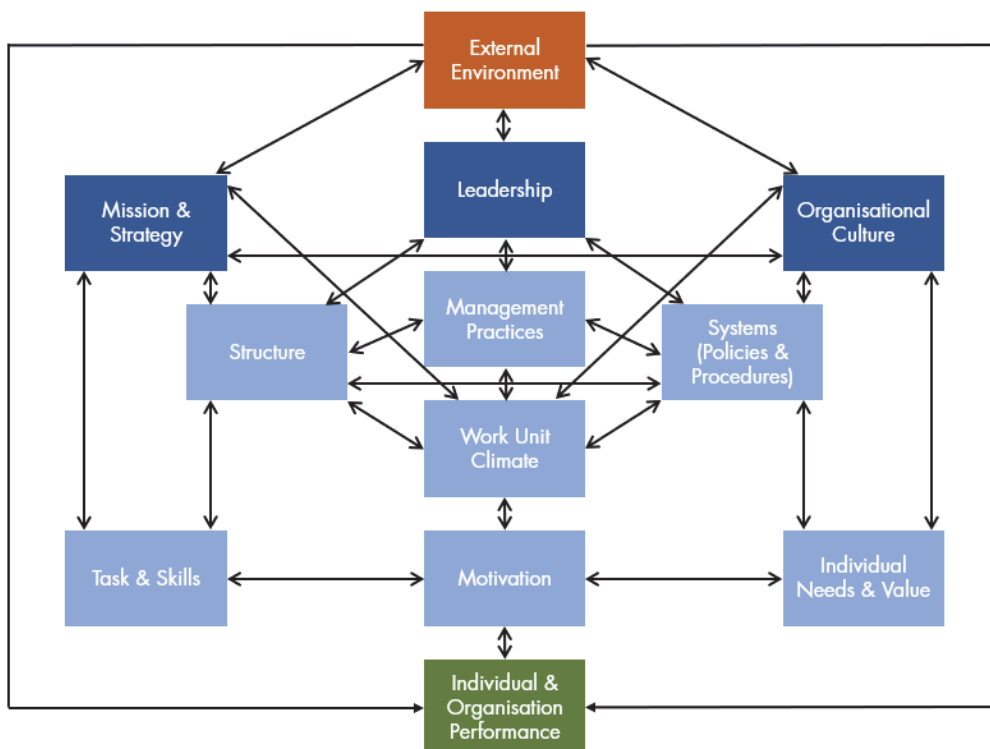 External
Environment
Leadership
Mission &
Strategy
Organisational
Culture
Management
Practices
Structure
Systems
(Policies &
Procedures)
Work Unit
Climate
Task & Skills
Motivation
Individual
Needs & Value
Individual &
Organisation
Performance